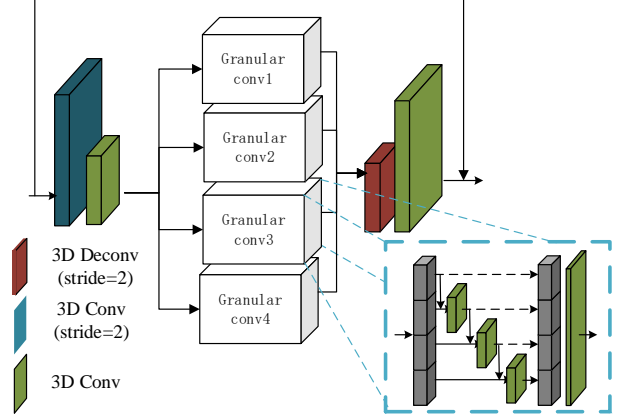 Granular
conv1
Granular
conv2
Granular
conv3
Granular
conv4
3D Deconv
(stride=2)
3D Conv
(stride=2)
3D Conv